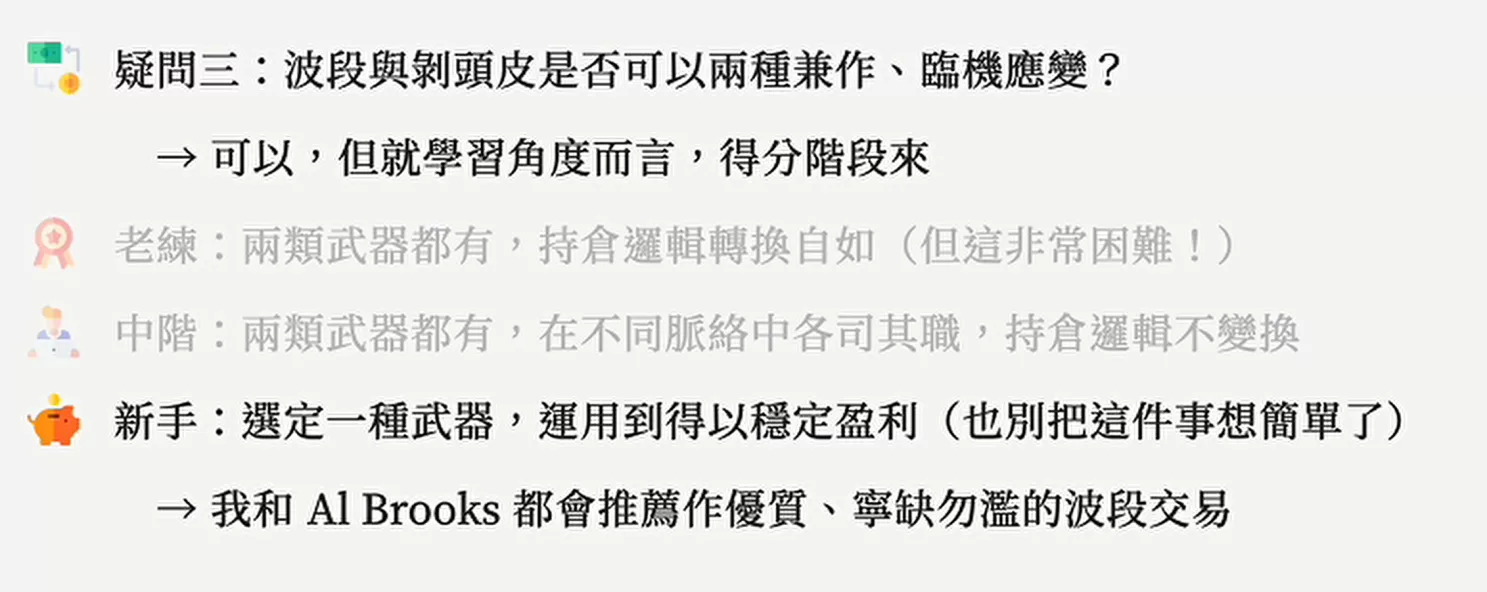 疑問三：波段與剝頭皮是否可以兩種兼作、臨機應變？
→ 可以，但就學習角度而言，得分階段來
老練：兩類武器都有，持倉邏輯轉換自如（但這非常困難！）
中階：兩類武器都有，在不同脈絡中各司其職，持倉邏輯不變換
新手：選定一種武器，運用到得以穩定盈利（也別把這件事想簡單了）
→ 我和 Al Brooks 都會推薦作優質、寧缺勿濫的波段交易